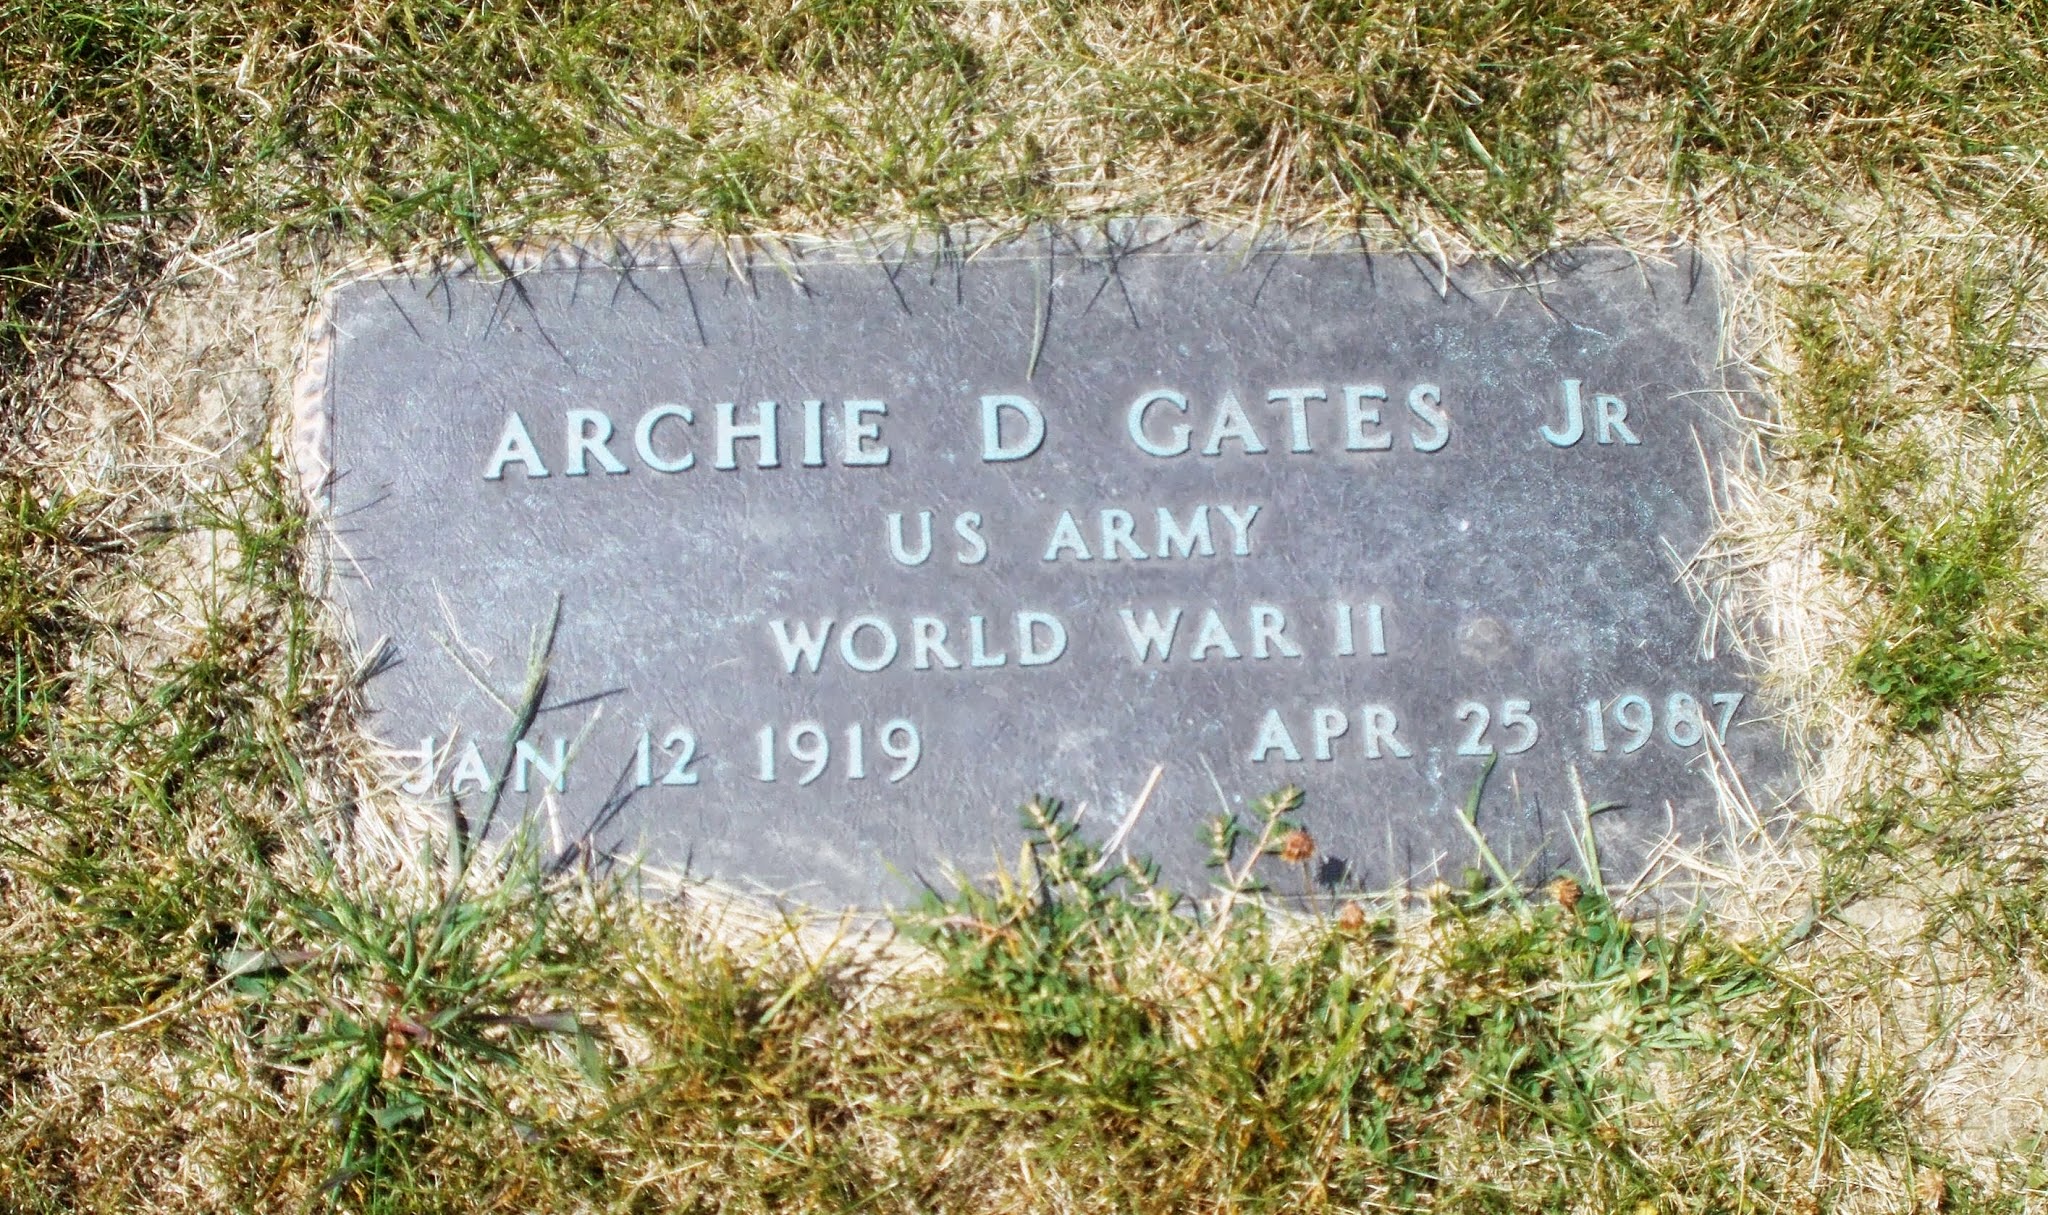 ARCHIE D GATES JR
US ARMY
WORLD WAR II
JAN 12 1919 APR 25 1987